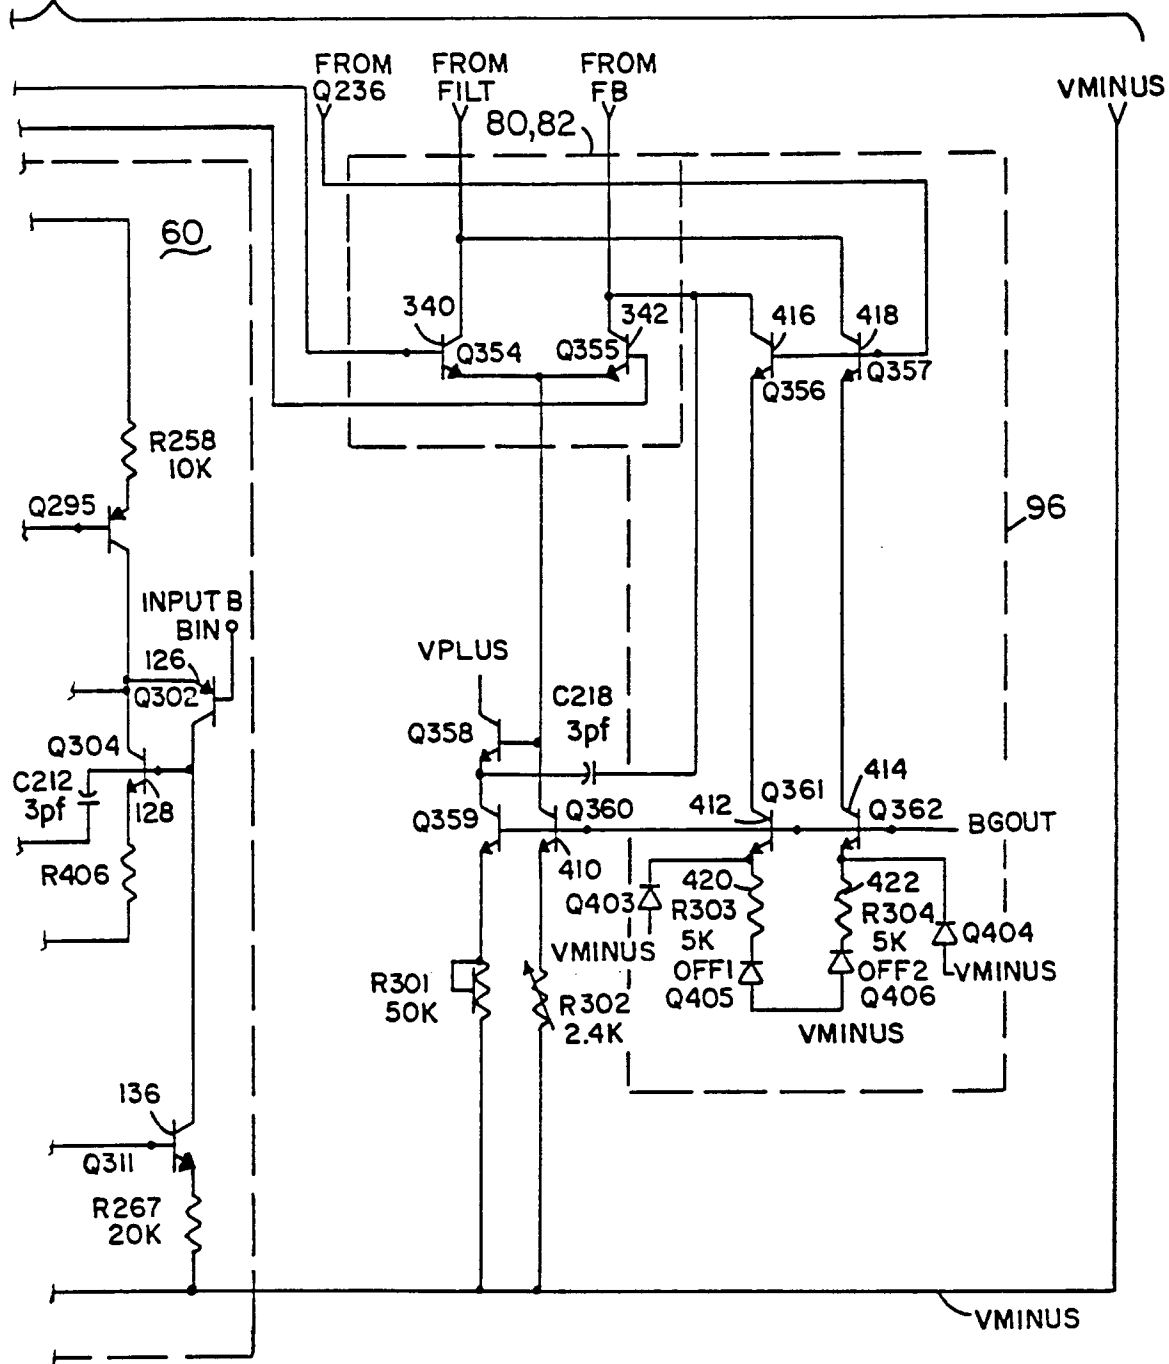 FROM
Q236
FROM
FILT
FROM
FB
VMINUS
80,82
60
340
342
416
418
Q354
Q355
Q356
Q357
R258
10K
Q295
96
INPUT B
BIN
126
Q302
VPLUS
C218
3pf
Q358
Q304
C212
3pf
128
414
Q361
412
Q359
Q360
Q362
BGOUT
R406
410
420
422
Q403
R303
5K
R304
5K
Q404
VMINUS
VMINUS
R301
50K
R302
2.4K
OFF1
Q405
OFF2
Q406
VMINUS
136
Q311
R267
20K
VMINUS